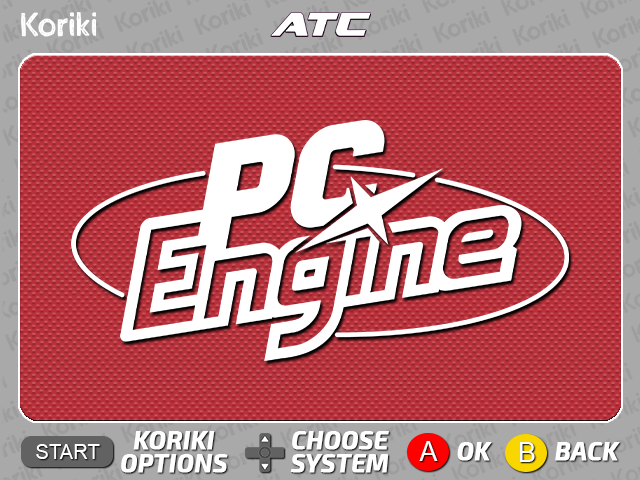 Koriki
ATC
PC
Engine
START
KORIKI
OPTIONS
CHOOSE
SYSTEM
A
OK
B
BACK